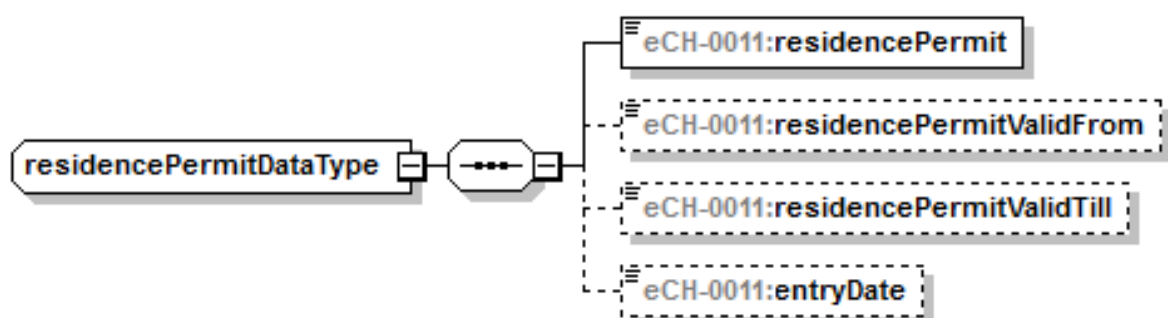 eCH-0011:residencePermit
eCH-0011:residencePermitValidFrom
residencePermitDataType
eCH-0011:residencePermitValidTill
eCH-0011:entryDate